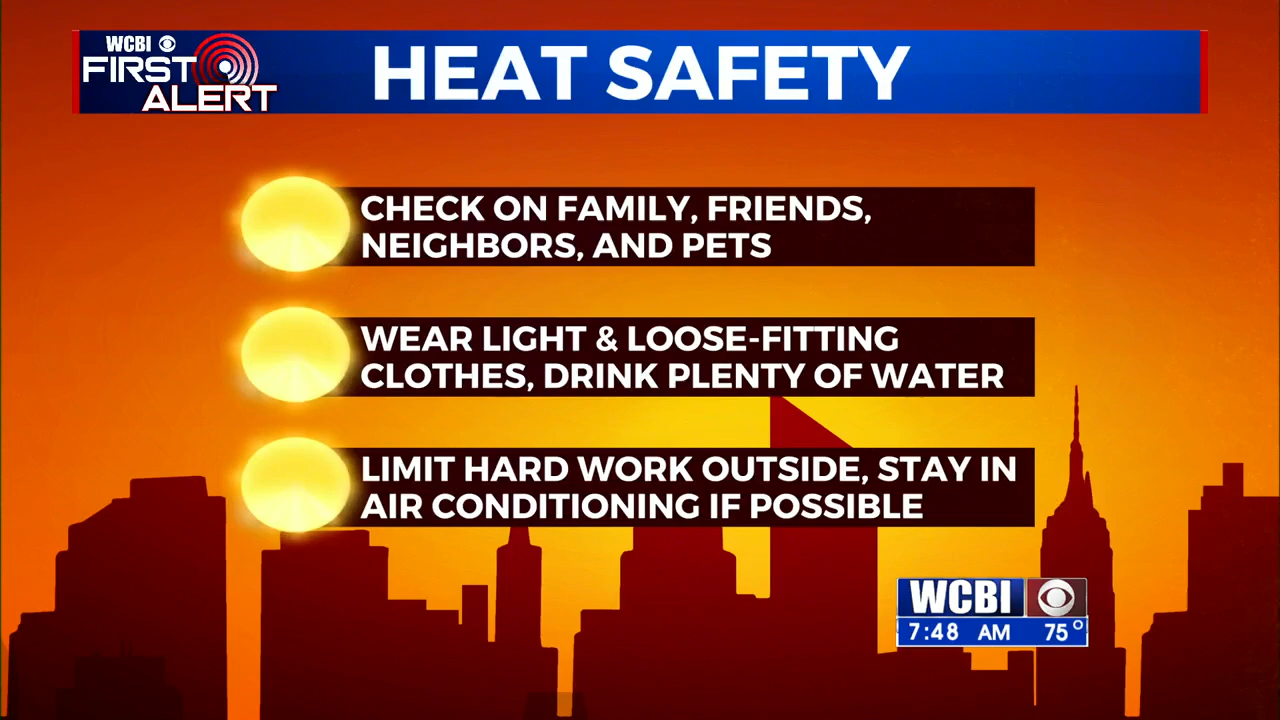 WCBI
FIRST
ALERT
HEAT SAFETY
CHECK ON FAMILY, FRIENDS,
NEIGHBORS, AND PETS
WEAR LIGHT & LOOSE-FITTING
CLOTHES, DRINK PLENTY OF WATER
LIMIT HARD WORK OUTSIDE, STAY IN
AIR CONDITIONING IF POSSIBLE
WCBI
7:48 AM 75°